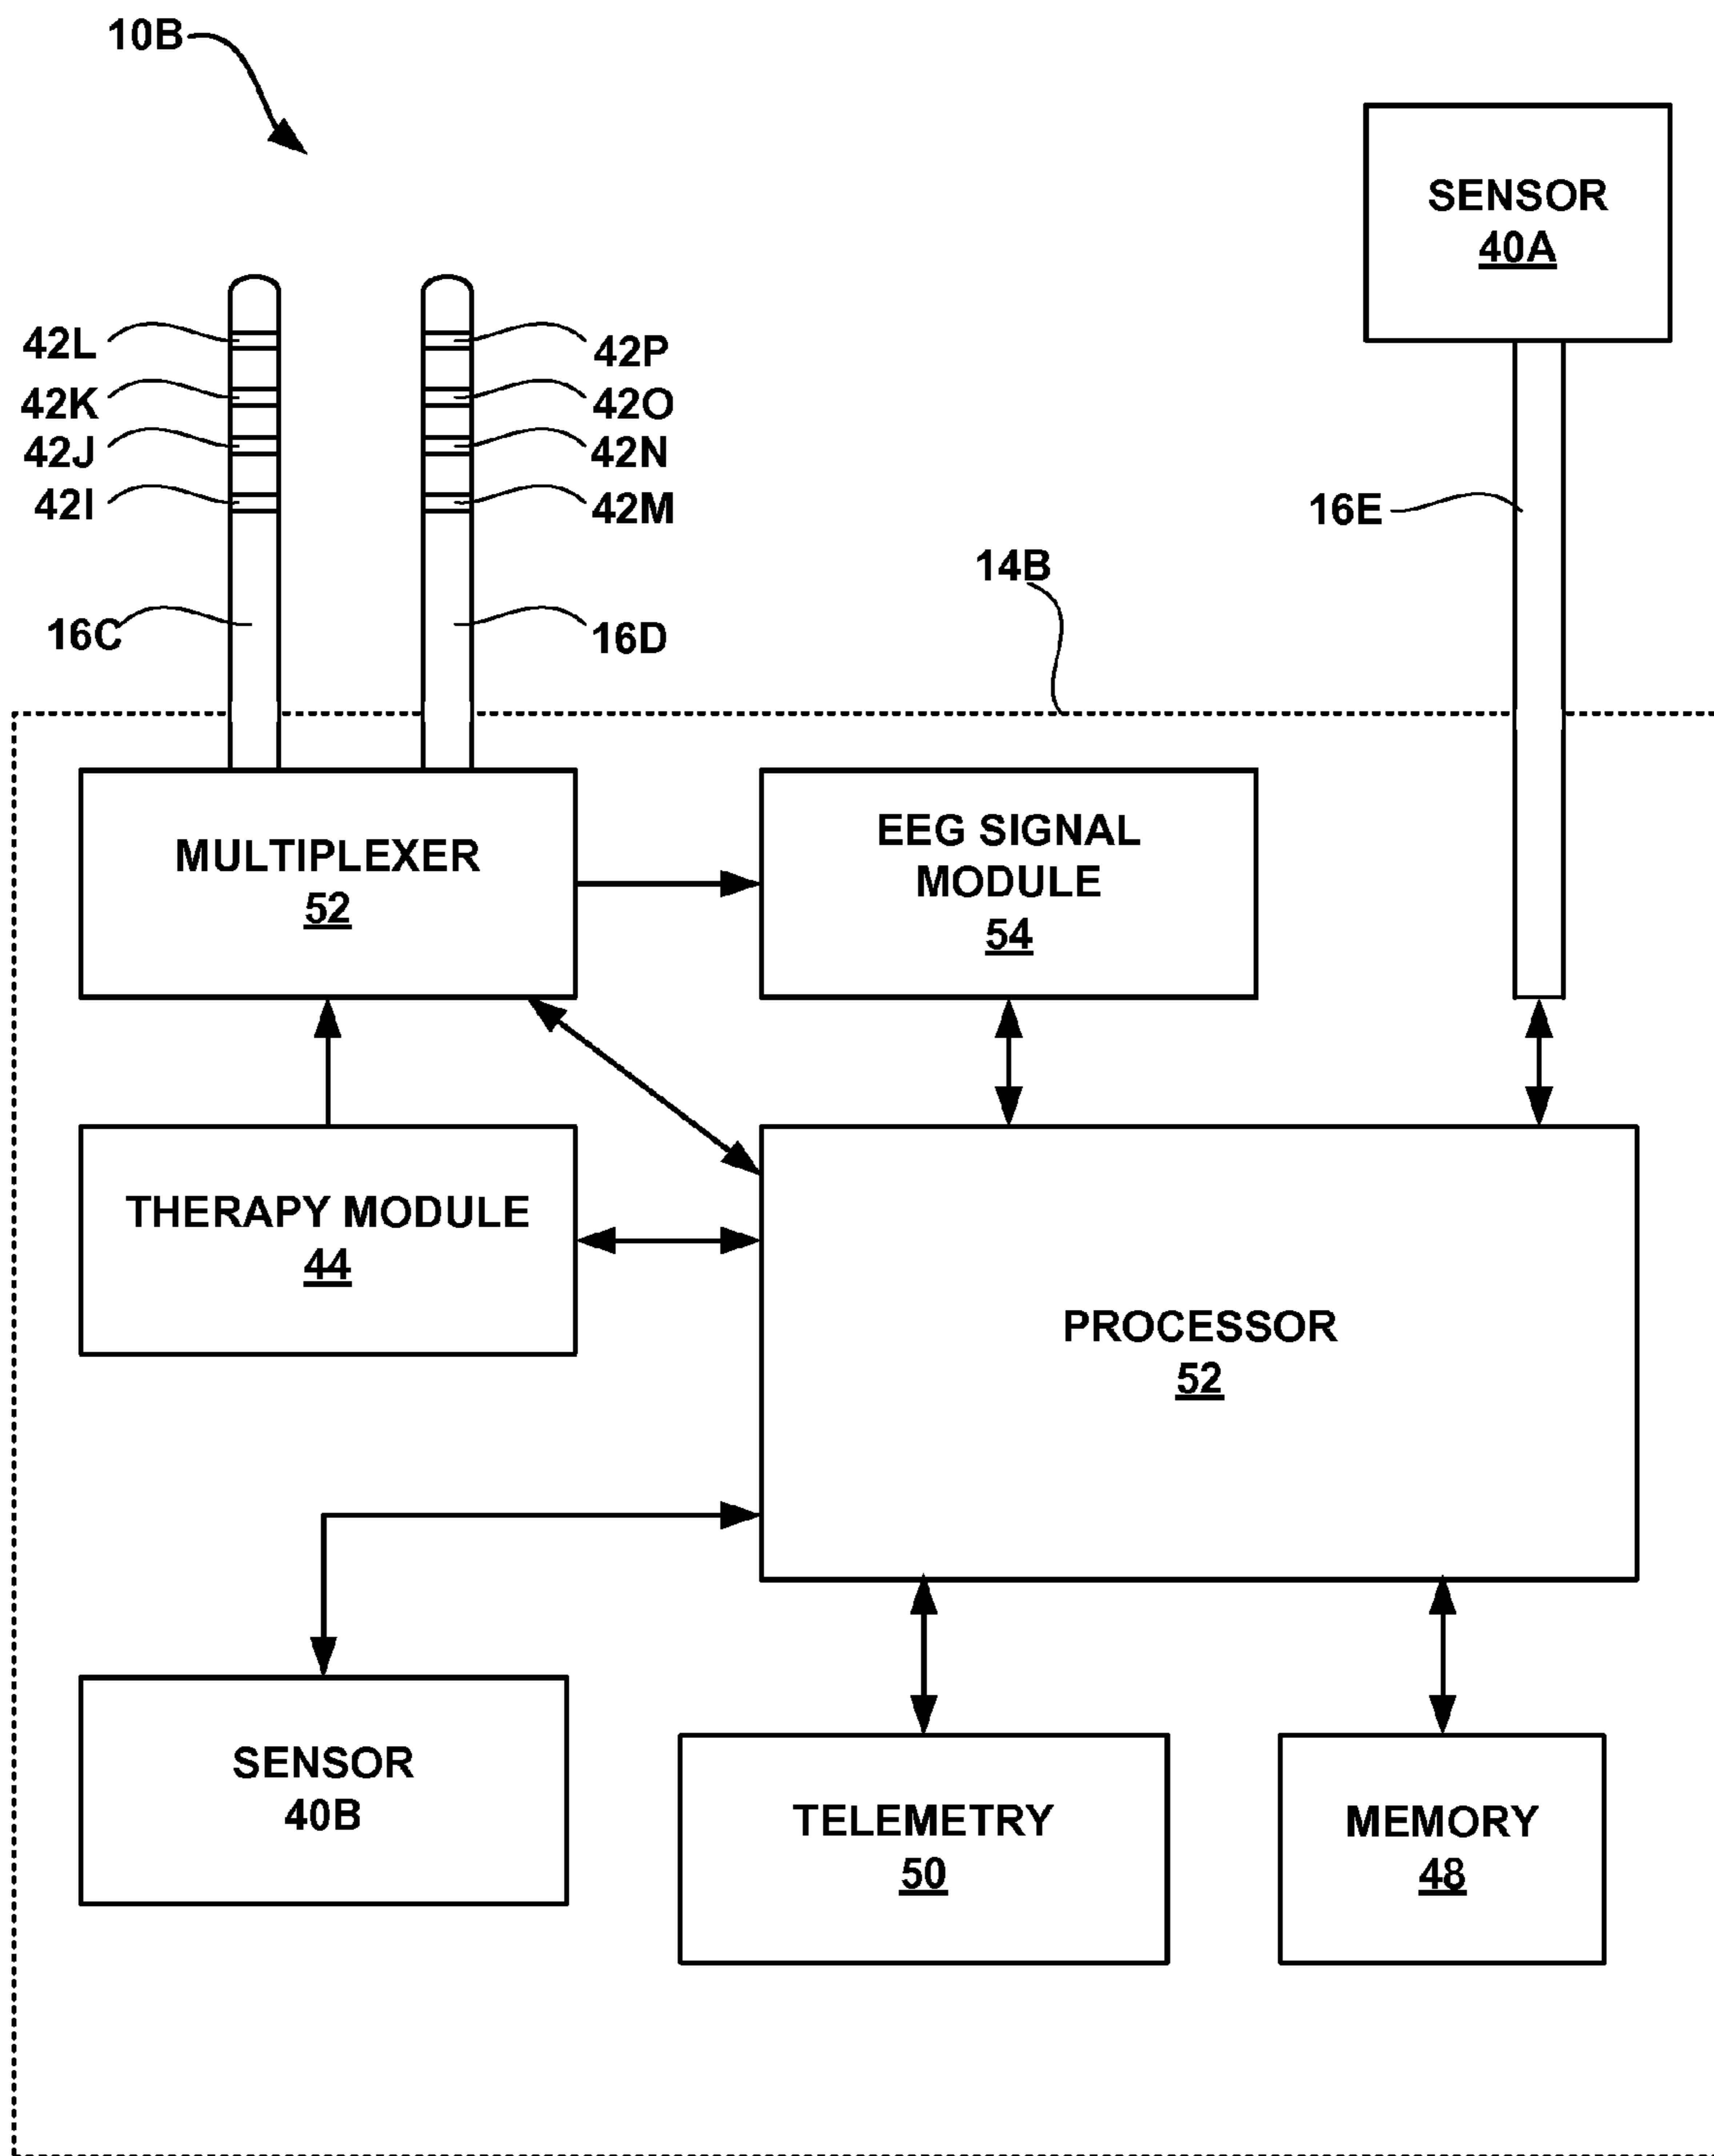 10B
SENSOR
40A
42L
42P
42K
42O
42J
42N
42I
42M
16E
14B
16C
16D
MULTIPLEXER
52
EEG SIGNAL
MODULE
54
THERAPY MODULE
44
PROCESSOR
52
SENSOR
40B
TELEMETRY
50
MEMORY
48